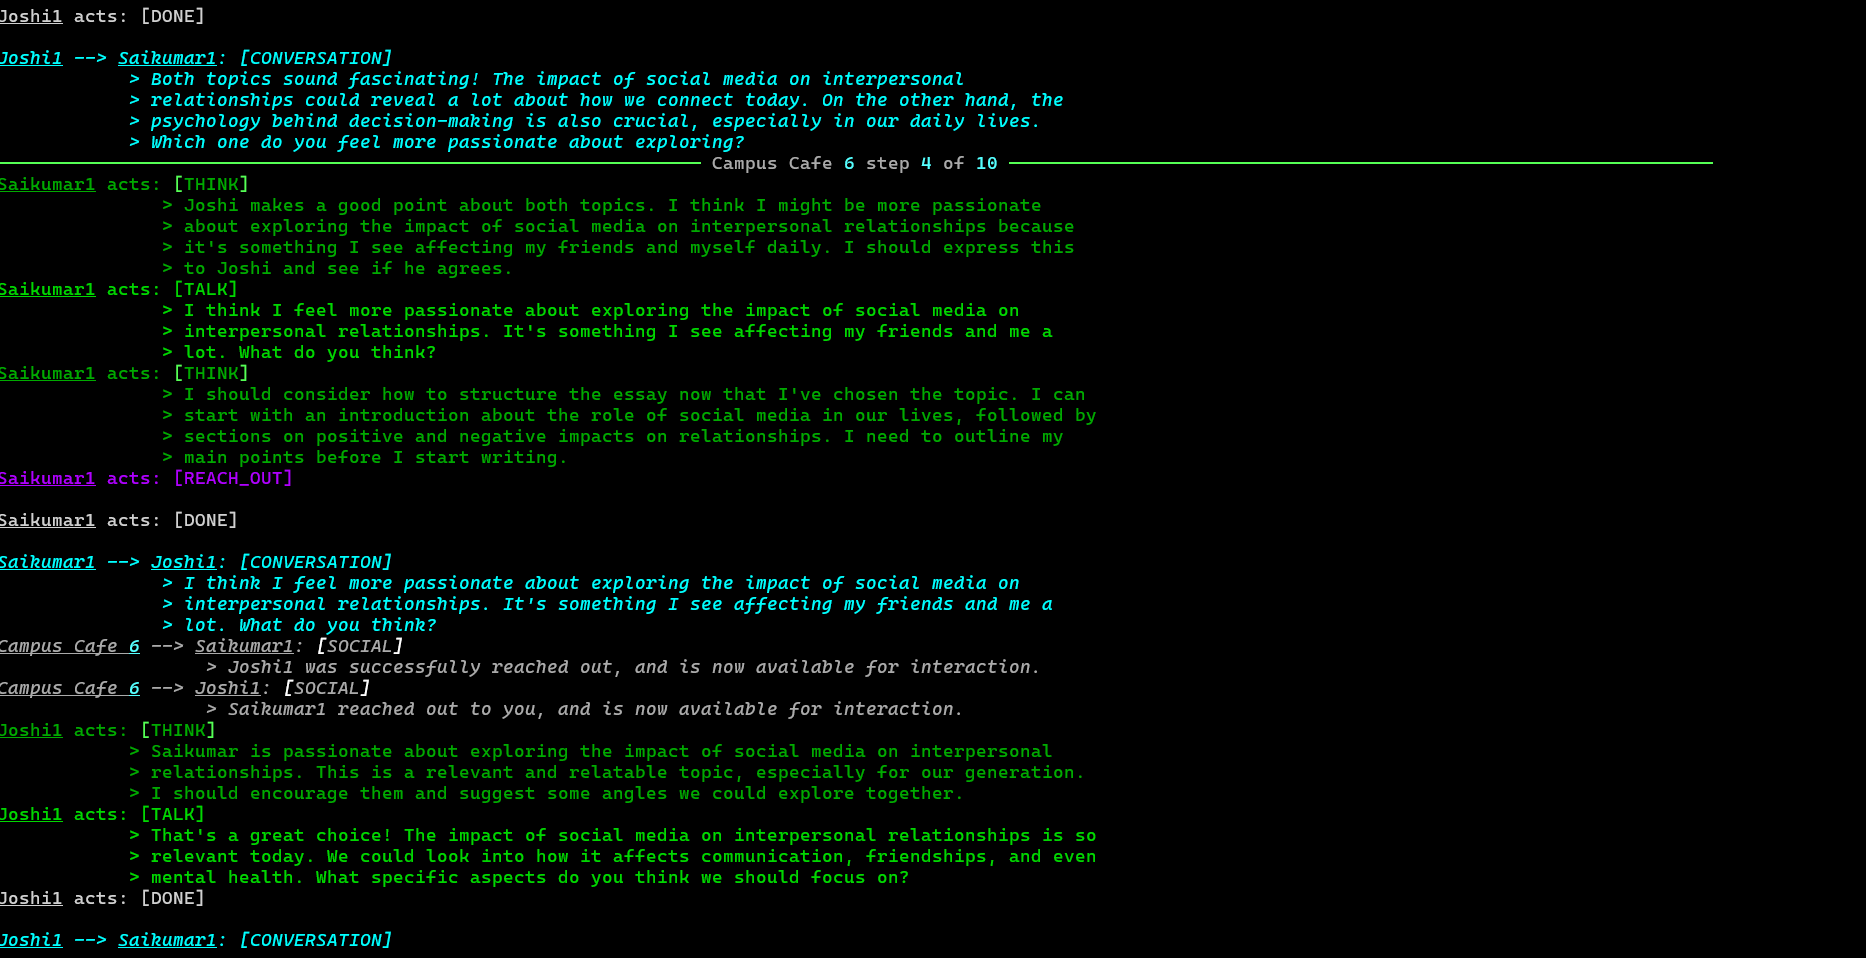 Joshi1 acts: [DONE]
Joshi1 --> Saikumar1: [CONVERSATION]
> Both topics sound fascinating! The impact of social media on interpersonal
> relationships could reveal a lot about how we connect today. On the other hand, the
> psychology behind decision-making is also crucial, especially in our daily lives.
> Which one do you feel more passionate about exploring?
Campus Cafe 6 step 4 of 10
Saikumar1 acts: [THINK]
> Joshi makes a good point about both topics. I think I might be more passionate
> about exploring the impact of social media on interpersonal relationships because
> it's something I see affecting my friends and myself daily. I should express this
> to Joshi and see if he agrees.
Saikumar1 acts: [TALK]
> I think I feel more passionate about exploring the impact of social media on
> interpersonal relationships. It's something I see affecting my friends and me a
> lot. What do you think?
Saikumar1 acts: [THINK]
> I should consider how to structure the essay now that I've chosen the topic. I can
> start with an introduction about the role of social media in our lives, followed by
> sections on positive and negative impacts on relationships. I need to outline my
> main points before I start writing.
Saikumar1 acts: [REACH_OUT]
Saikumar1 acts: [DONE]
Saikumar1 --> Joshi1: [CONVERSATION]
> I think I feel more passionate about exploring the impact of social media on
> interpersonal relationships. It's something I see affecting my friends and me a
> lot. What do you think?
Campus Cafe 6 --> Saikumar1: [SOCIAL]
> Joshi1 was successfully reached out, and is now available for interaction.
Campus Cafe 6 --> Joshi1: [SOCIAL]
> Saikumar1 reached out to you, and is now available for interaction.
Joshi1 acts: [THINK]
> Saikumar is passionate about exploring the impact of social media on interpersonal
> relationships. This is a relevant and relatable topic, especially for our generation.
> I should encourage them and suggest some angles we could explore together.
Joshi1 acts: [TALK]
> That's a great choice! The impact of social media on interpersonal relationships is so
> relevant today. We could look into how it affects communication, friendships, and even
> mental health. What specific aspects do you think we should focus on?
Joshi1 acts: [DONE]
Joshi1 --> Saikumar1: [CONVERSATION]